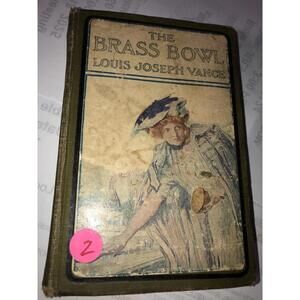 THE
BRASS BOWL
LOUIS JOSEPH VANCE
2